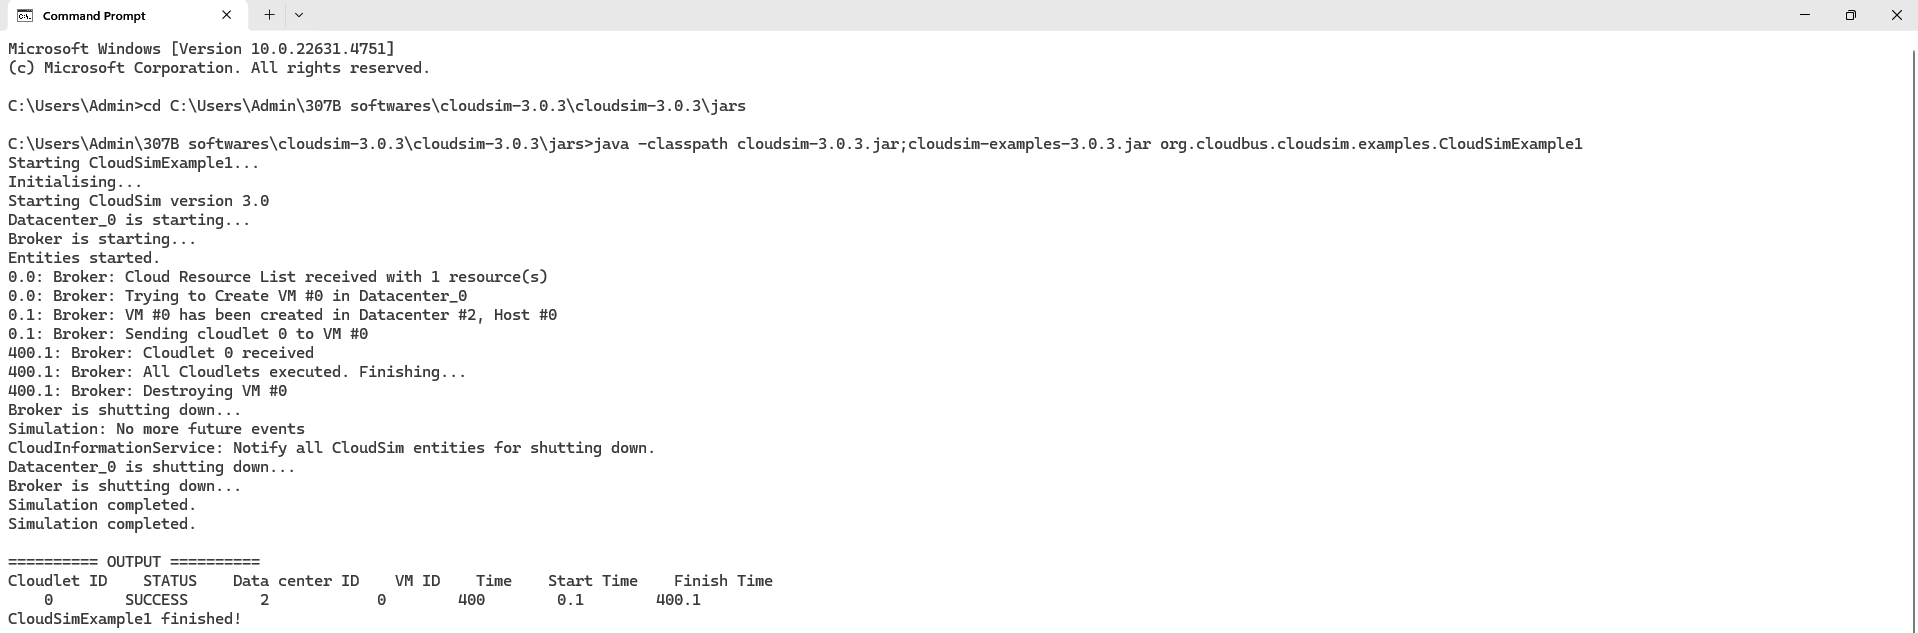 Command Prompt
Microsoft Windows [Version 10.0.22631.4751]
(c) Microsoft Corporation. All rights reserved.
C:\Users\Admin>cd C:\Users\Admin\307B softwares\cloudsim-3.0.3\cloudsim-3.0.3\jars
C:\Users\Admin\307B softwares\cloudsim-3.0.3\cloudsim-3.0.3\jars>java -classpath cloudsim-3.0.3.jar;cloudsim-examples-3.0.3.jar org.cloudbus.cloudsim.examples.CloudSimExample1
Starting CloudSimExample1...
Initialising...
Starting CloudSim version 3.0
Datacenter_0 is starting...
Broker is starting...
Entities started.
0.0: Broker: Cloud Resource List received with 1 resource(s)
0.0: Broker: Trying to Create VM #0 in Datacenter_0
0.1: Broker: VM #0 has been created in Datacenter #2, Host #0
0.1: Broker: Sending cloudlet 0 to VM #0
400.1: Broker: Cloudlet 0 received
400.1: Broker: All Cloudlets executed. Finishing...
400.1: Broker: Destroying VM #0
Broker is shutting down...
Simulation: No more future events
CloudInformationService: Notify all CloudSim entities for shutting down.
Datacenter_0 is shutting down...
Broker is shutting down...
Simulation completed.
Simulation completed.
========== OUTPUT ==========
Cloudlet ID    STATUS    Data center ID    VM ID    Time    Start Time    Finish Time
    0        SUCCESS        2            0        400        0.1        400.1
CloudSimExample1 finished!